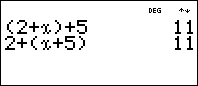 DEG ↑↓
(2+x)+5 11
2+(x+5) 11